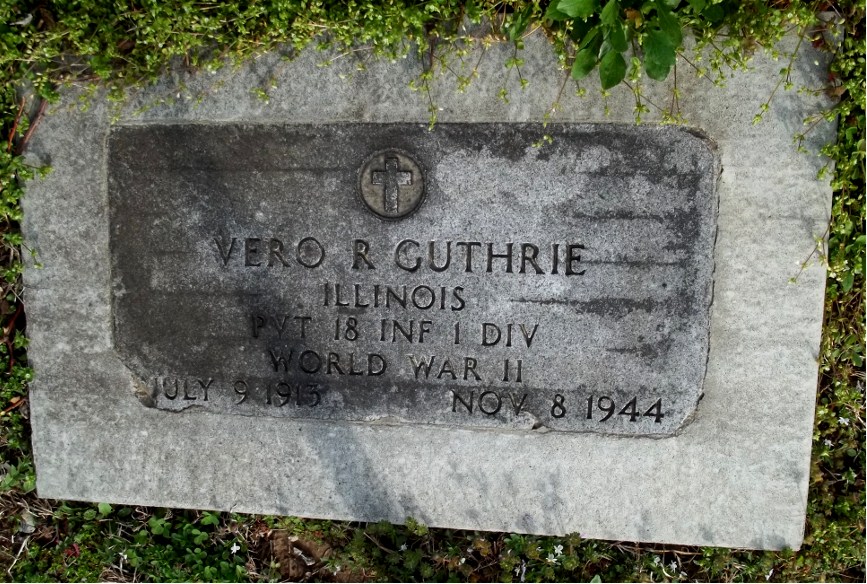 VERO R GUTHRIE
ILLINOIS
PVT 18 INF 1 DIV
WORLD WAR II
JULY 9 1913 NOV 8 1944